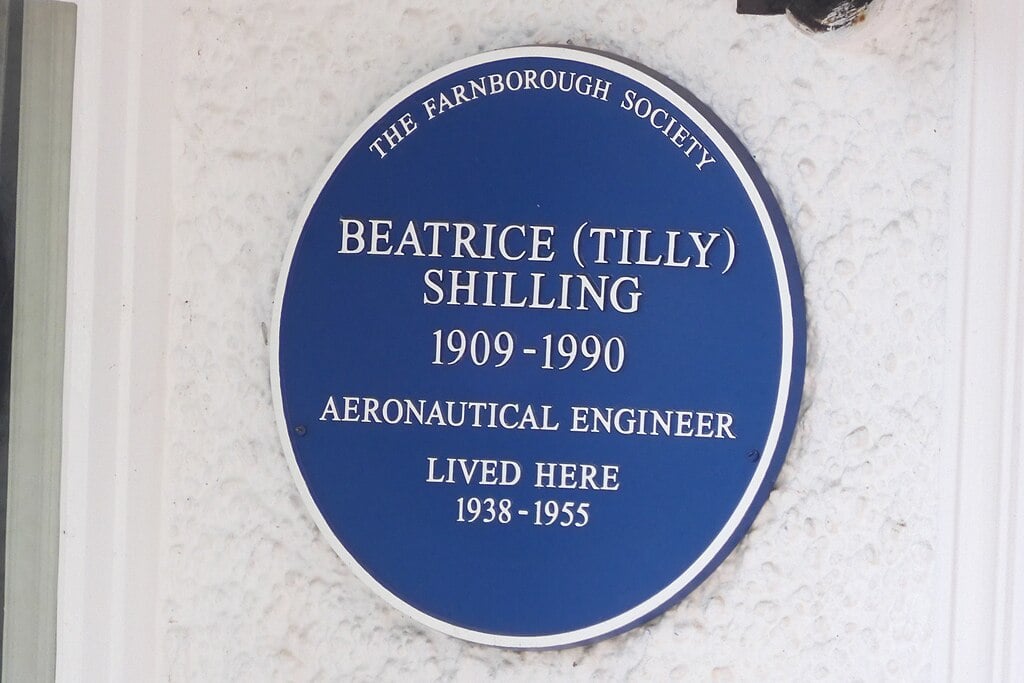 THE FARNBOROUGH SOCIETY
BEATRICE (TILLY)
SHILLING
1909-1990
AERONAUTICAL ENGINEER
LIVED HERE
1938-1955